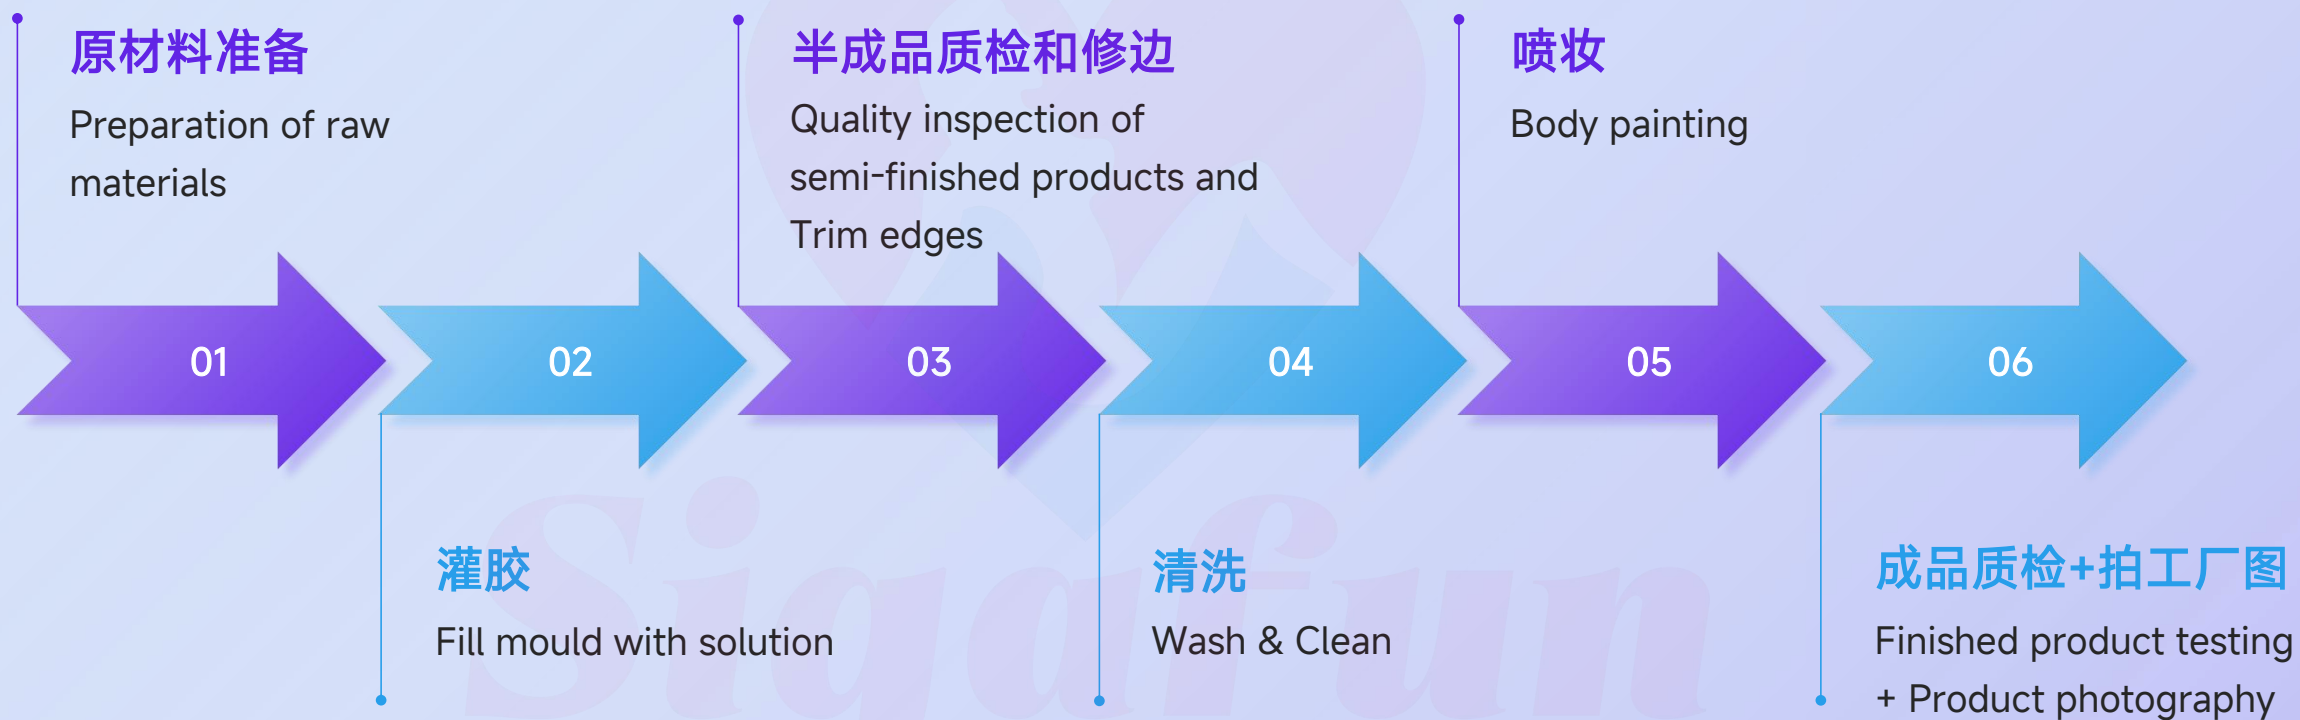 原材料准备
Preparation of raw
materials
01
灌胶
Fill mould with solution
02
半成品质检和修边
Quality inspection of
semi-finished products and
Trim edges
03
清洗
Wash & Clean
04
喷妆
Body painting
05
成品质检+拍工厂图
Finished product testing
+ Product photography
06
Sigafun